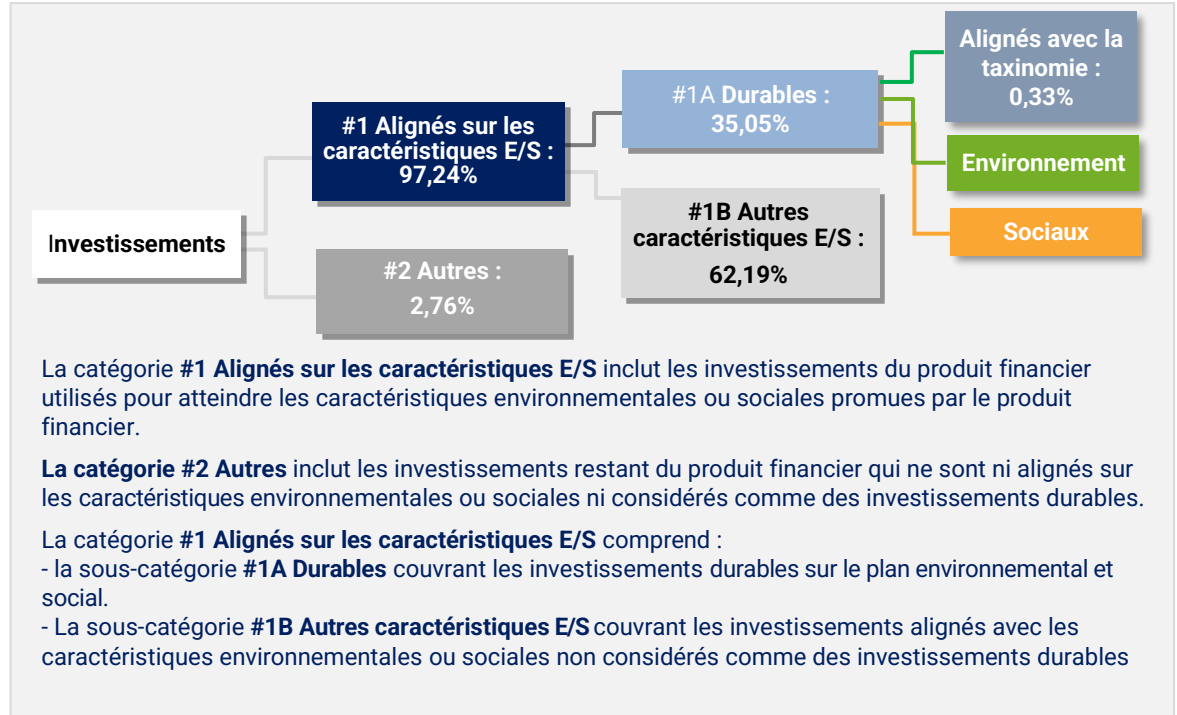 Alignés avec la
taxinomie :
0,33%
#1A Durables :
35,05%
#1 Alignés sur les
caractéristiques E/S :
97,24%
Environnement
#1B Autres
caractéristiques E/S :
62,19%
Sociaux
Investissements
#2 Autres :
2,76%
La catégorie #1 Alignés sur les caractéristiques E/S inclut les investissements du produit financier
utilisés pour atteindre les caractéristiques environnementales ou sociales promues par le produit
financier.
La catégorie #2 Autres inclut les investissements restant du produit financier qui ne sont ni alignés sur
les caractéristiques environnementales ou sociales ni considérés comme des investissements durables.
La catégorie #1 Alignés sur les caractéristiques E/S comprend :
- la sous-catégorie #1A Durables couvrant les investissements durables sur le plan environnemental et
social.
- La sous-catégorie #1B Autres caractéristiques E/S couvrant les investissements alignés avec les
caractéristiques environnementales ou sociales non considérés comme des investissements durables